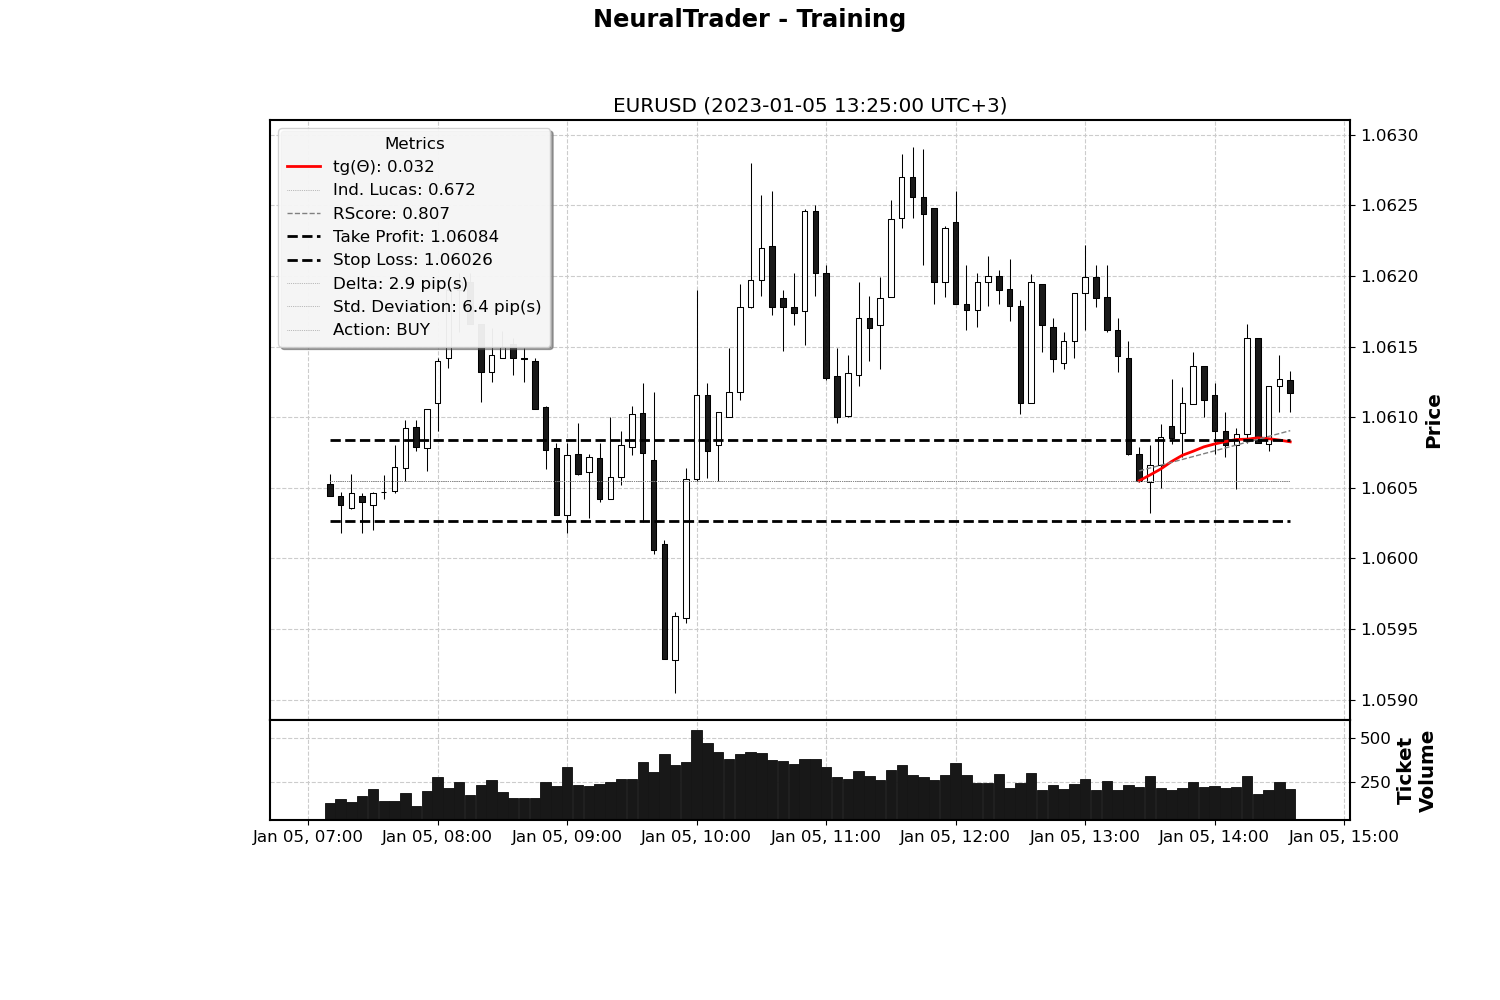 NeuralTrader - Training
EURUSD (2023-01-05 13:25:00 UTC+3)
Metrics
tg(Θ): 0.032
Ind. Lucas: 0.672
RScore: 0.807
Take Profit: 1.06084
Stop Loss: 1.06026
Delta: 2.9 pip(s)
Std. Deviation: 6.4 pip(s)
Action: BUY
1.0630
1.0625
1.0620
1.0615
1.0610
1.0605
1.0600
1.0595
1.0590
Price
500
250
Ticket
Volume
Jan 05, 07:00 Jan 05, 08:00 Jan 05, 09:00 Jan 05, 10:00 Jan 05, 11:00 Jan 05, 12:00 Jan 05, 13:00 Jan 05, 14:00 Jan 05, 15:00